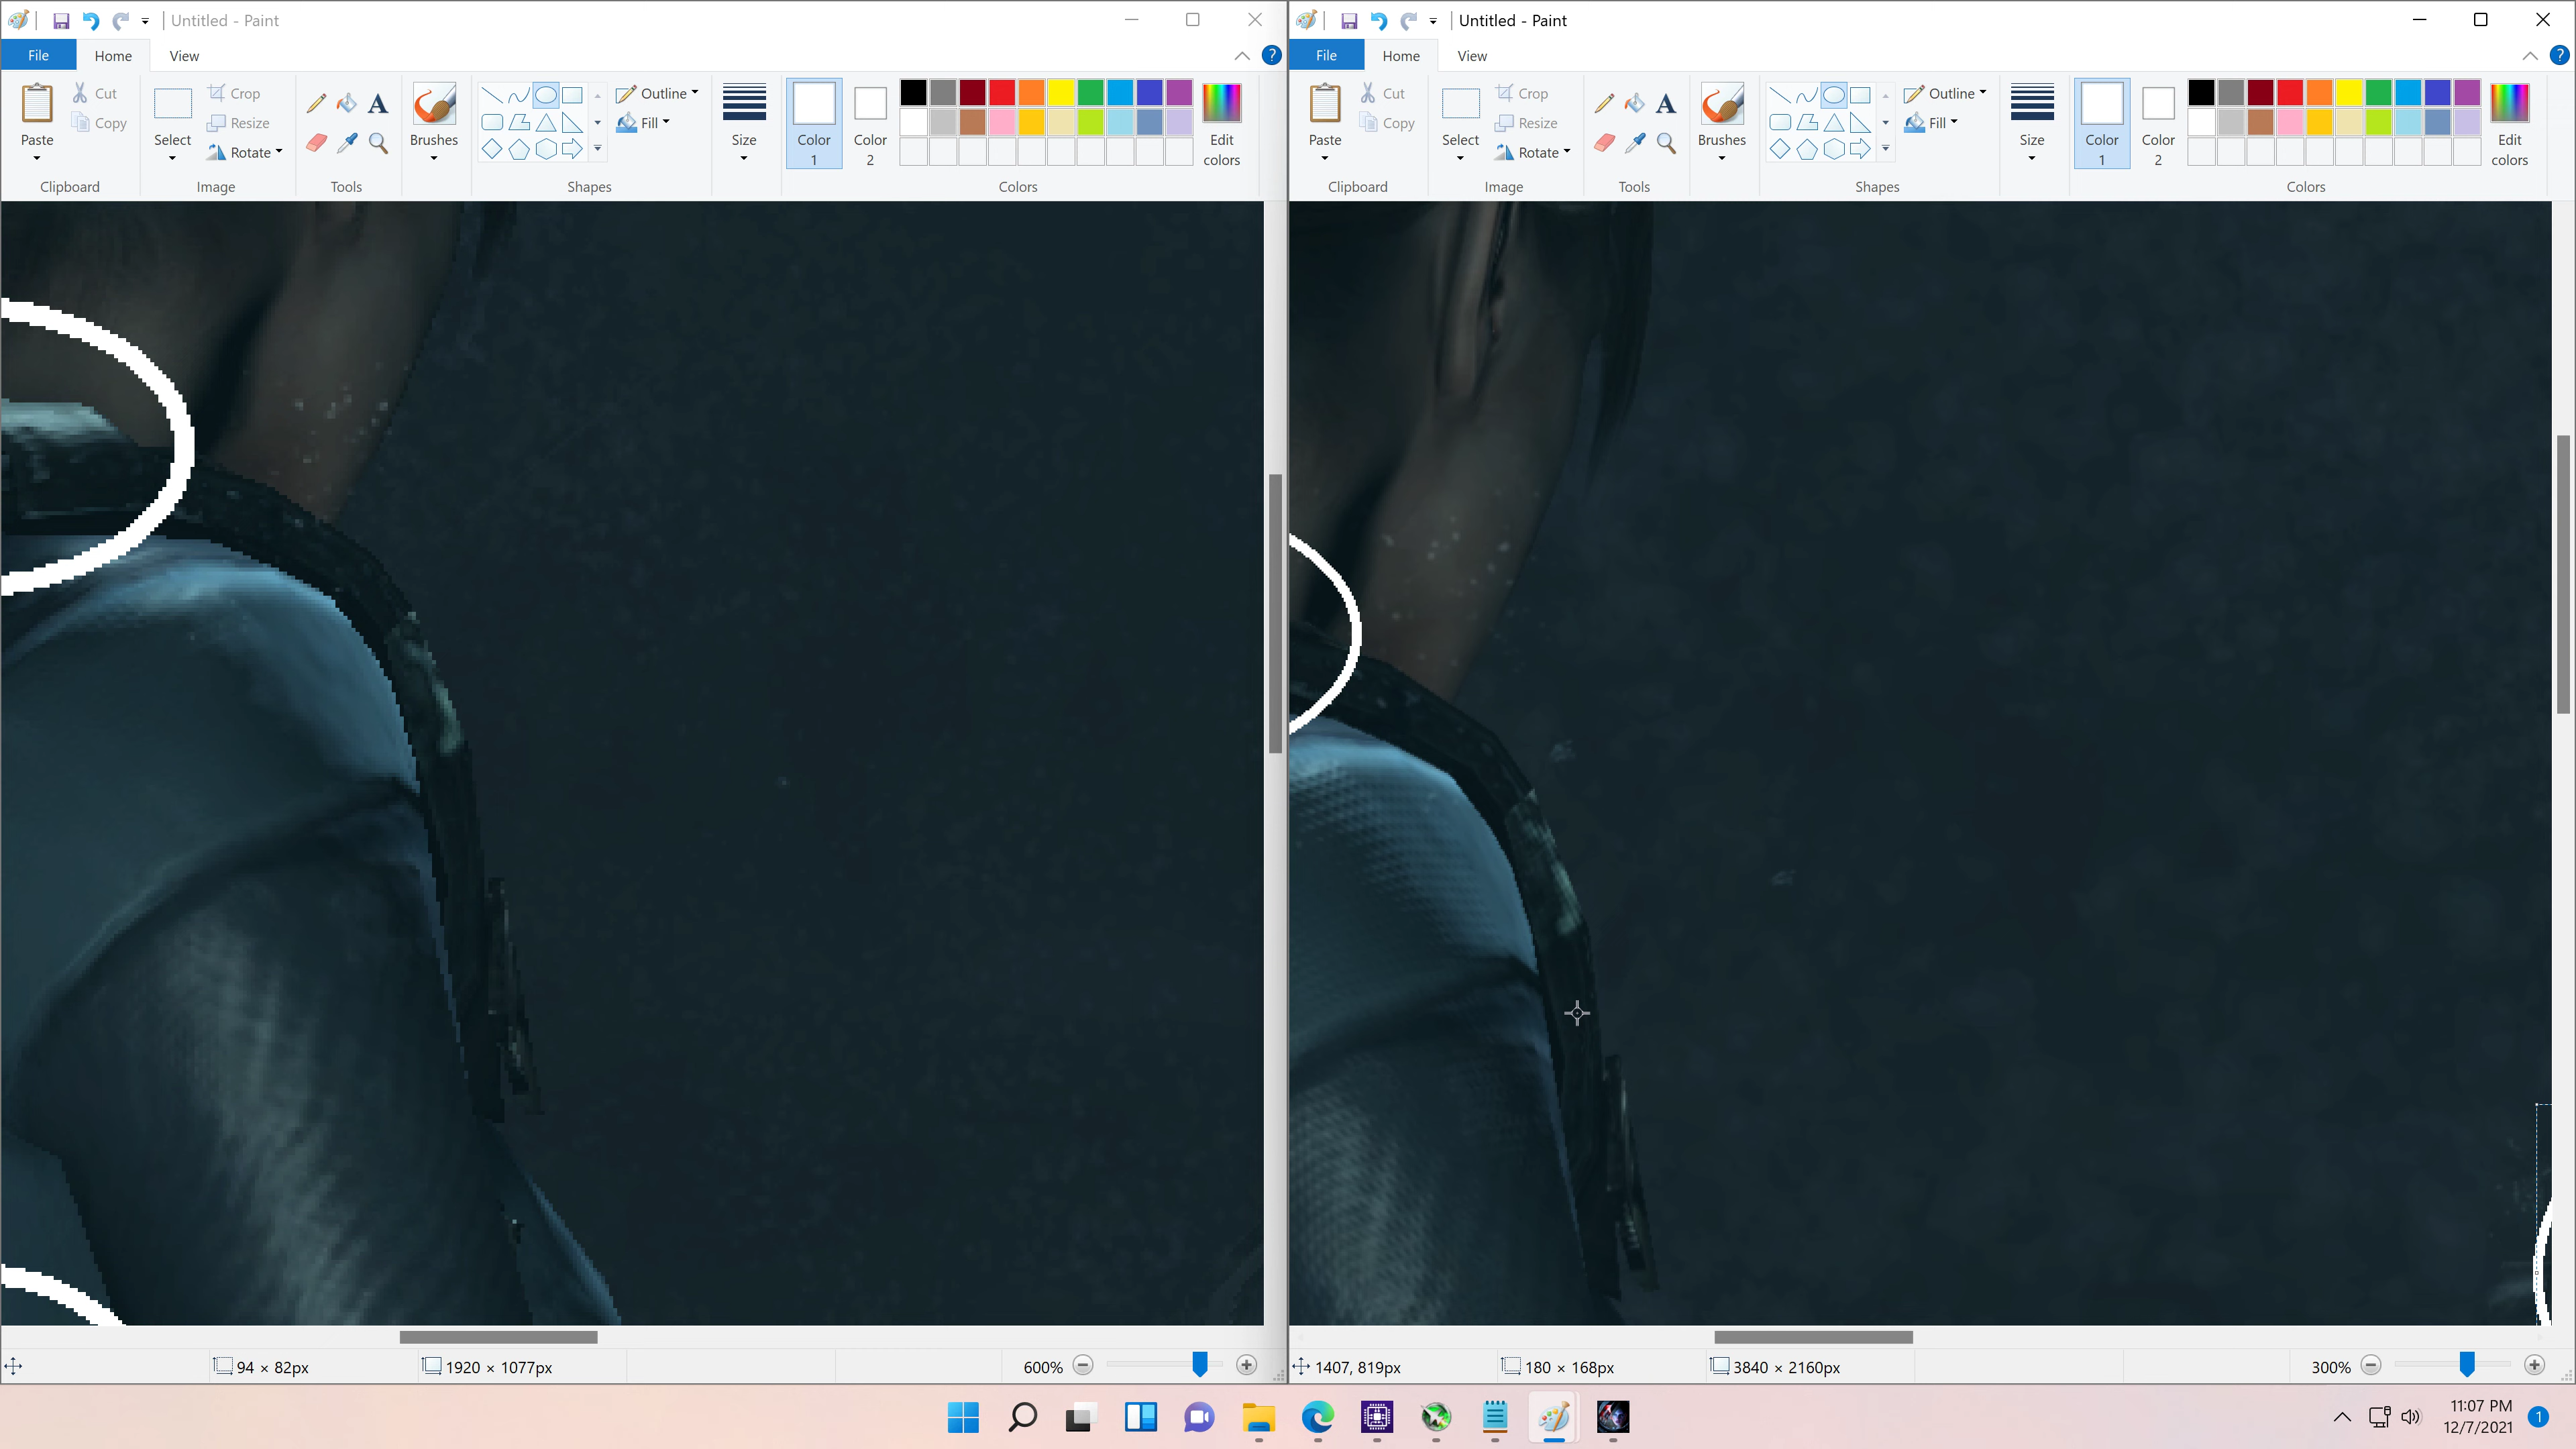 Untitled - Paint
File Home View ?
Paste Cut Copy Clipboard
Select Crop Resize Rotate Image
A Tools
Brushes
Shapes
Outline Fill
Size
Color 1 Color 2 Colors
Edit colors
94 × 82px 1920 × 1077px 600%
Untitled - Paint
File Home View ?
Paste Cut Copy Clipboard
Select Crop Resize Rotate Image
A Tools
Brushes
Shapes
Outline Fill
Size
Color 1 Color 2 Colors
Edit colors
1407, 819px 180 × 168px 3840 × 2160px 300%
11:07 PM
12/7/2021
1